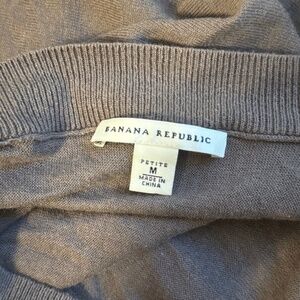 BANANA REPUBLIC
PETITE
M
MADE IN
CHINA